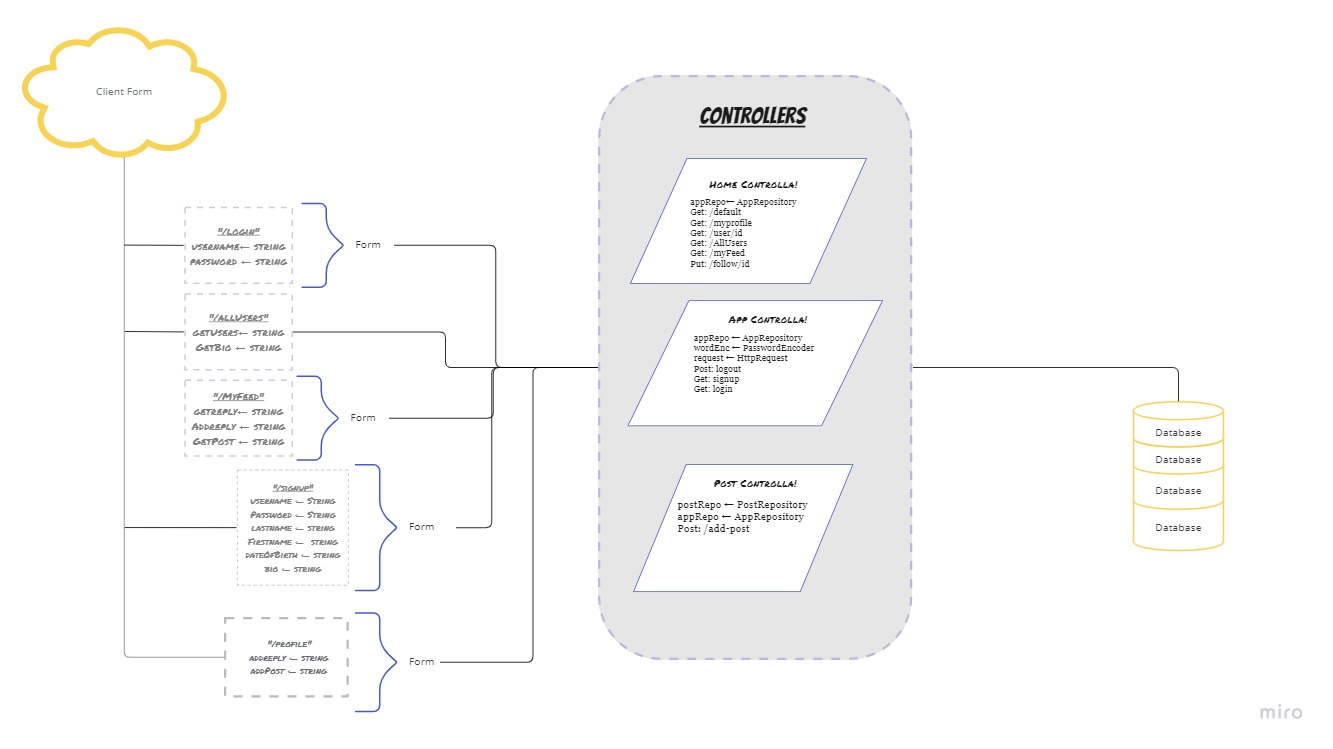 Client Form
"/LOGIN"
USERNAME← STRING
PASSWORD ← STRING
Form
"/ALLUSERS"
GETUSERS← STRING
GETBIO ← STRING
"/MYFEED"
GETREPLY← STRING
ADDREPLY ← STRING
GETPOST ← STRING
Form
"/SIGNUP"
USERNAME ← STRING
PASSWORD ← STRING
LASTNAME ← STRING
FIRSTNAME ← STRING
DATEOFBIRTH ← STRING
BIO ← STRING
Form
"/PROFILE"
ADDREPLY ← STRING
ADDPOST ← STRING
Form
CONTROLLERS
HOME CONTROLLA!
appRepo← AppRepository
Get: /default
Get: /myprofile
Get: /user/id
Get: /AllUsers
Get: /myFeed
Put: /follow/id
APP CONTROLLA!
appRepo ← AppRepository
wordEnc ← PasswordEncoder
request ← HttpRequest
Post: logout
Get: signup
Get: login
POST CONTROLLA!
postRepo ← PostRepository
appRepo ← AppRepository
Post: /add-post
Database
Database
Database
Database
miro